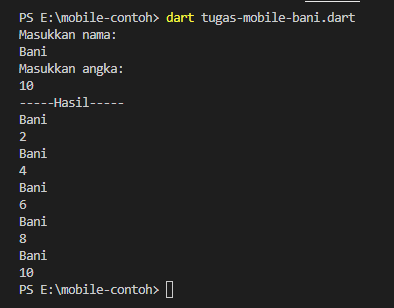 PS E:\mobile-contoh> dart tugas-mobile-bani.dart
Masukkan nama:
Bani
Masukkan angka:
10
-----Hasil-----
Bani
2
Bani
4
Bani
6
Bani
8
Bani
10
PS E:\mobile-contoh>